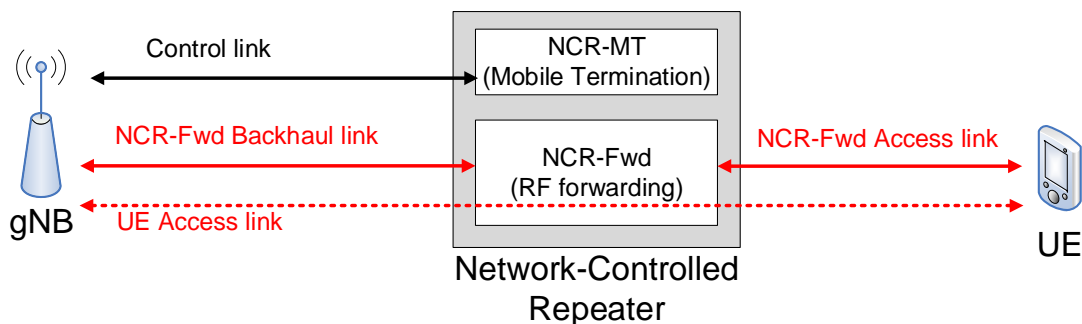 Control link
NCR-MT
(Mobile Termination)
NCR-Fwd Backhaul link
NCR-Fwd
(RF forwarding)
NCR-Fwd Access link
gNB
UE Access link
UE
Network-Controlled
Repeater